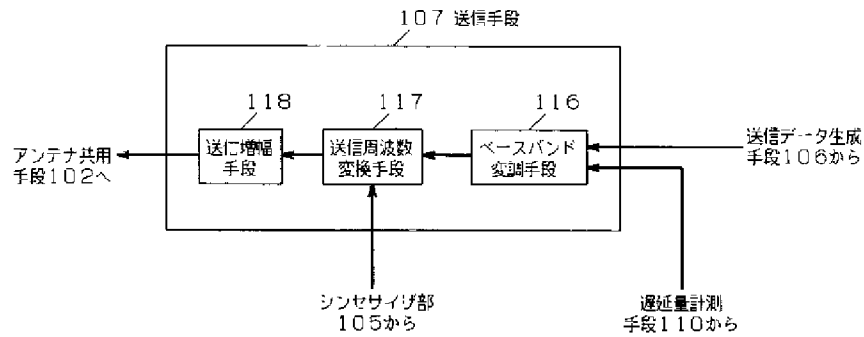 107 送信手段
118
117
116
送信増幅
手段
送信周波数
変換手段
ベースバンド
変調手段
アンテナ共用
手段102へ
送信データ生成
手段106から
シンセサイザ部
105から
遅延量計測
手段110から